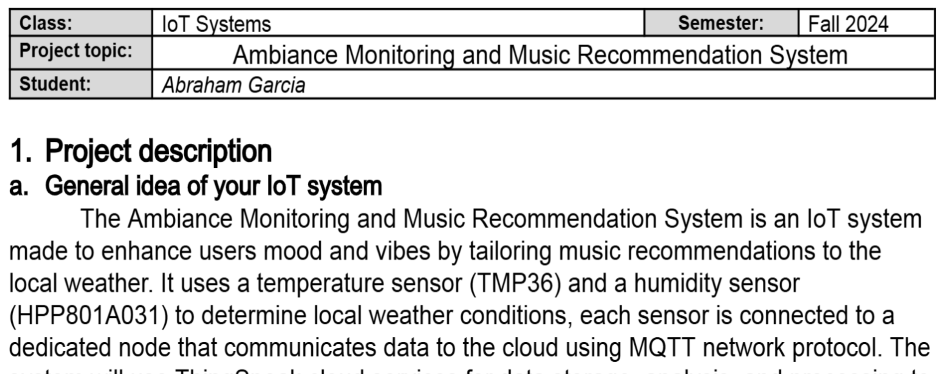 Class: IoT Systems Semester: Fall 2024
Project topic: Ambiance Monitoring and Music Recommendation System
Student: Abraham Garcia
1. Project description
a. General idea of your IoT system
The Ambiance Monitoring and Music Recommendation System is an IoT system
made to enhance users mood and vibes by tailoring music recommendations to the
local weather. It uses a temperature sensor (TMP36) and a humidity sensor
(HPP801A031) to determine local weather conditions, each sensor is connected to a
dedicated node that communicates data to the cloud using MQTT network protocol. The